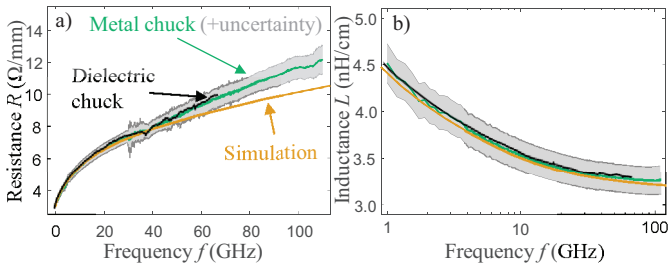 a)
Metal chuck (+uncertainty)
Dielectric
chuck
Simulation
Resistance R (Ω/mm)
14
12
10
8
6
4
0 20 40 60 80 100
Frequency f (GHz)
b)
Inductance L (nH/cm)
5.0
4.5
4.0
3.5
3.0
1 10 100
Frequency f (GHz)